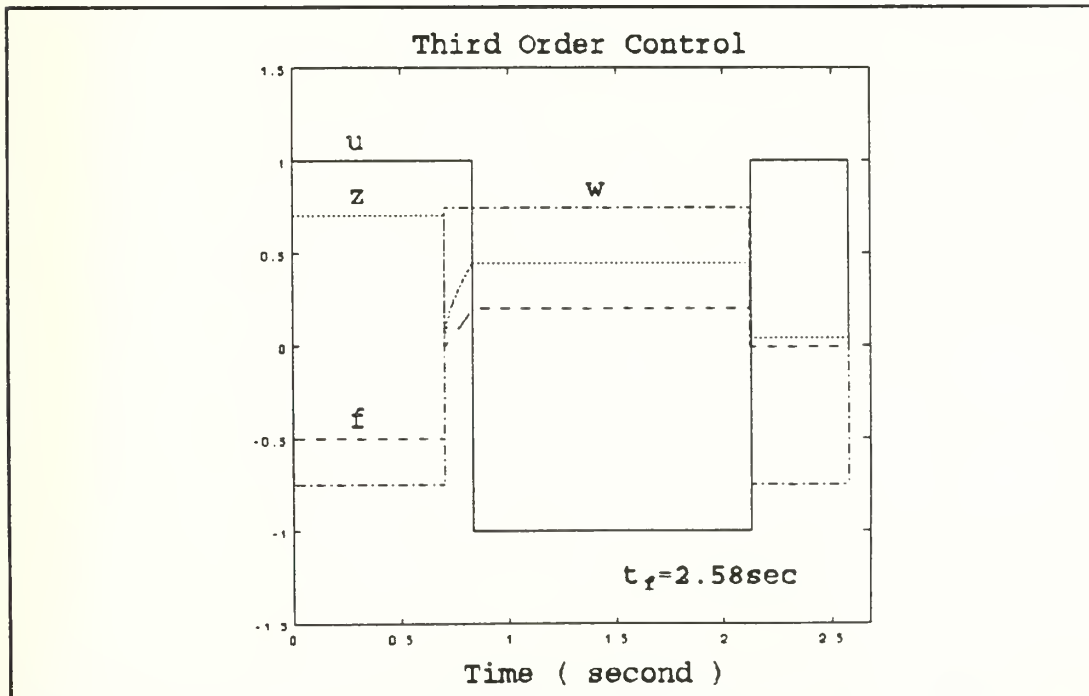 Third Order Control
1.5
u
1
z
w
0.5
0
f
-0.5
-1
t_f=2.58sec
-1.5
0 0.5 1 1.5 2 2.5
Time ( second )